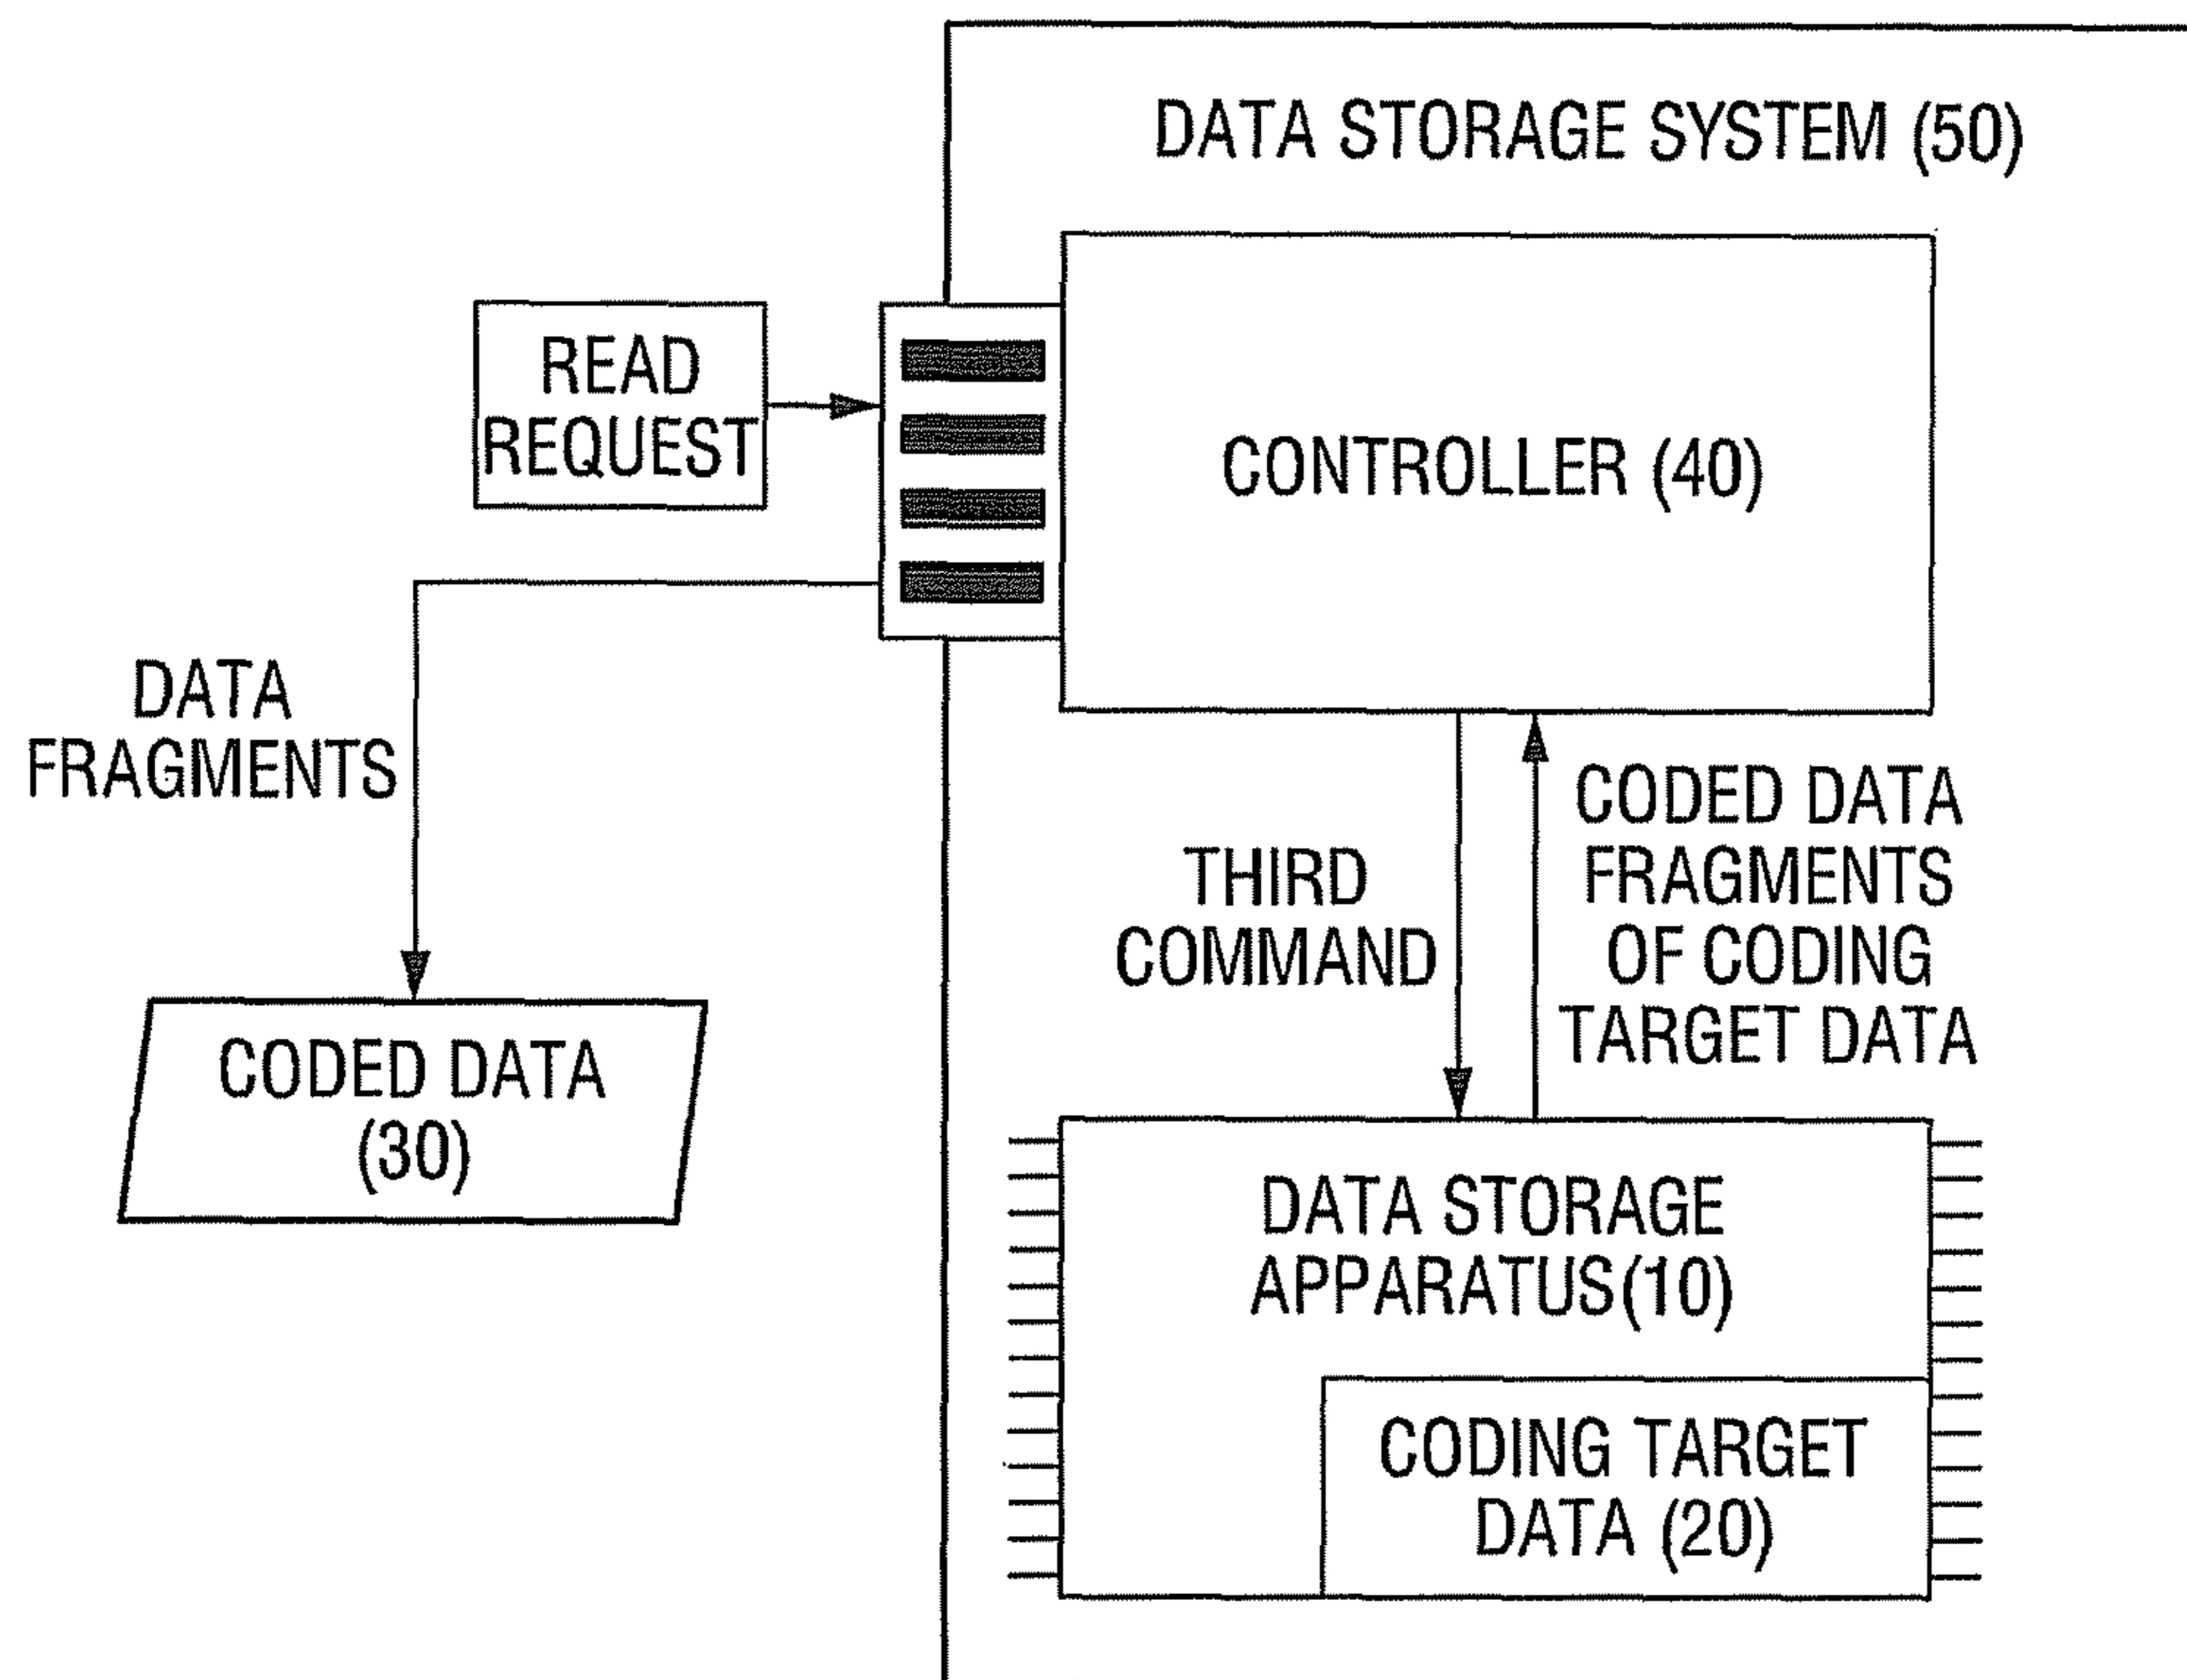 DATA STORAGE SYSTEM (50)
READ
REQUEST
CONTROLLER (40)
DATA
FRAGMENTS
THIRD
COMMAND
CODED DATA
FRAGMENTS
OF CODING
TARGET DATA
CODED DATA
(30)
DATA STORAGE
APPARATUS(10)
CODING TARGET
DATA (20)